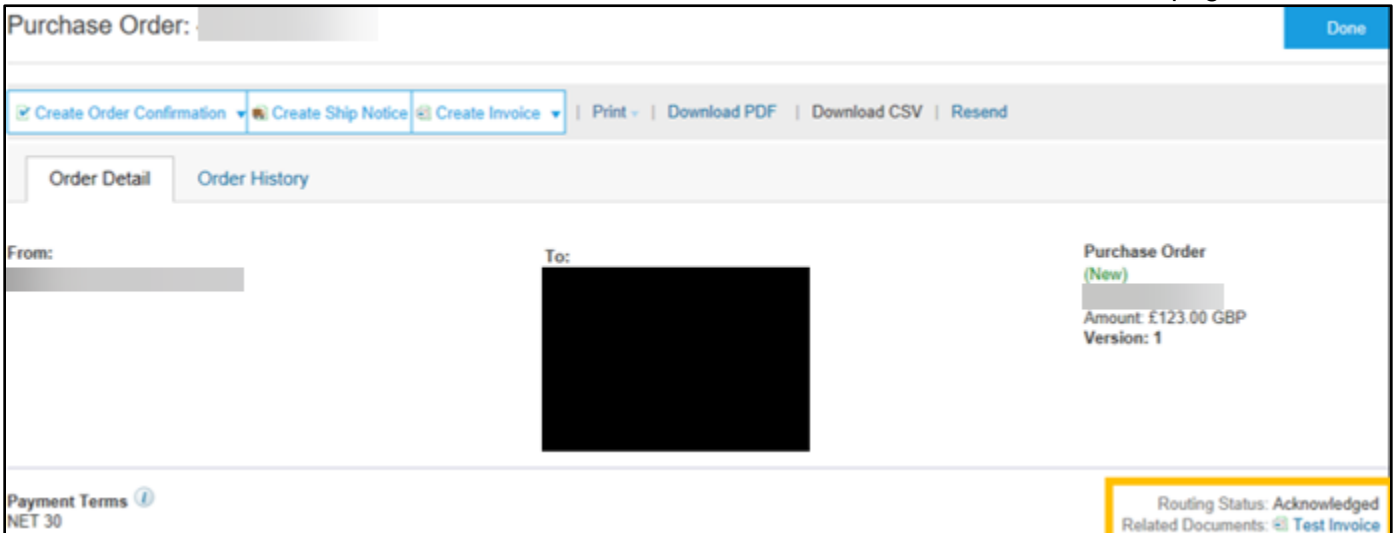 Purchase Order:
Done
Create Order Confirmation Create Ship Notice Create Invoice | Print | Download PDF | Download CSV | Resend
Order Detail Order History
From:
To:
Purchase Order
(New)
Amount: £123.00 GBP
Version: 1
Payment Terms
NET 30
Routing Status: Acknowledged
Related Documents: Test Invoice